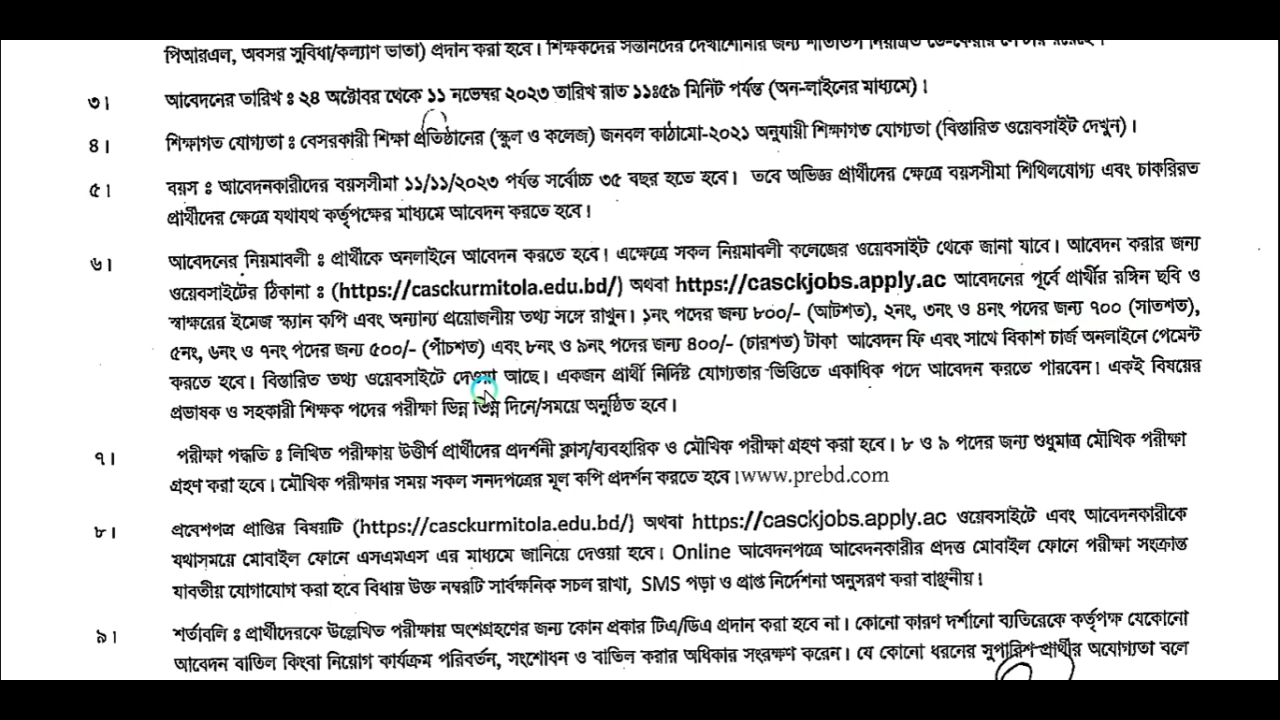 পিআরএল, অবসর সুবিধা/কল্যাণ ভাতা) প্রদান করা হবে। শিক্ষকদের সন্তানদের দেখাশোনার জন্য
৩। আবেদনের তারিখ ঃ ২৪ অক্টোবর থেকে ১১ নভেম্বর ২০২৩ তারিখ রাত ১১ঃ৫৯ মিনিট পর্যন্ত (অন-লাইনের মাধ্যমে)।
৪। শিক্ষাগত যোগ্যতা ঃ বেসরকারী শিক্ষা প্রতিষ্ঠানের (স্কুল ও কলেজ) জনবল কাঠামো-২০২১ অনুযায়ী শিক্ষাগত যোগ্যতা (বিস্তারিত ওয়েবসাইট দেখুন)।
৫। বয়স ঃ আবেদনকারীদের বয়সসীমা ১১/১১/২০২৩ পর্যন্ত সর্বোচ্চ ৩৫ বছর হতে হবে। তবে অভিজ্ঞ প্রার্থীদের ক্ষেত্রে বয়সসীমা শিথিলযোগ্য এবং চাকরিরত
প্রার্থীদের ক্ষেত্রে যথাযথ কর্তৃপক্ষের মাধ্যমে আবেদন করতে হবে।
৬। আবেদনের নিয়মাবলী ঃ প্রার্থীকে অনলাইনে আবেদন করতে হবে। এক্ষেত্রে সকল নিয়মাবলী কলেজের ওয়েবসাইট থেকে জানা যাবে। আবেদন করার জন্য
ওয়েবসাইটের ঠিকানা ঃ (https://casckurmitola.edu.bd/) অথবা https://casckjobs.apply.ac আবেদনের পূর্বে প্রার্থীর রঙ্গিন ছবি ও
স্বাক্ষরের ইমেজ স্ক্যান কপি এবং অন্যান্য প্রয়োজনীয় তথ্য সঙ্গে রাখুন। ১নং পদের জন্য ৮০০/- (আটশত), ২নং, ৩নং ও ৪নং পদের জন্য ৭০০ (সাতশত),
৫নং, ৬নং ও ৭নং পদের জন্য ৫০০/- (পাঁচশত) এবং ৮নং ও ৯নং পদের জন্য ৪০০/- (চারশত) টাকা আবেদন ফি এবং সাথে বিকাশ চার্জ অনলাইনে পেমেন্ট
করতে হবে। বিস্তারিত তথ্য ওয়েবসাইটে দেওয়া আছে। একজন প্রার্থী নির্দিষ্ট যোগ্যতার ভিত্তিতে একাধিক পদে আবেদন করতে পারবেন। একই বিষয়ের
প্রভাষক ও সহকারী শিক্ষক পদের পরীক্ষা ভিন্ন ভিন্ন দিনে/সময়ে অনুষ্ঠিত হবে।
৭। পরীক্ষা পদ্ধতি ঃ লিখিত পরীক্ষায় উত্তীর্ণ প্রার্থীদের প্রদর্শনী ক্লাস/ব্যবহারিক ও মৌখিক পরীক্ষা গ্রহণ করা হবে। ৮ ও ৯ পদের জন্য শুধুমাত্র মৌখিক পরীক্ষা
গ্রহণ করা হবে। মৌখিক পরীক্ষার সময় সকল সনদপত্রের মূল কপি প্রদর্শন করতে হবে।www.prebd.com
৮। প্রবেশপত্র প্রাপ্তির বিষয়টি (https://casckurmitola.edu.bd/) অথবা https://casckjobs.apply.ac ওয়েবসাইটে এবং আবেদনকারীকে
যথাসময়ে মোবাইল ফোনে এসএমএস এর মাধ্যমে জানিয়ে দেওয়া হবে। Online আবেদনপত্রে আবেদনকারীর প্রদত্ত মোবাইল ফোনে পরীক্ষা সংক্রান্ত
যাবতীয় যোগাযোগ করা হবে বিধায় উক্ত নম্বরটি সার্বক্ষনিক সচল রাখা, SMS পড়া ও প্রাপ্ত নির্দেশনা অনুসরণ করা বাঞ্ছনীয়।
৯। শর্তাবলি ঃ প্রার্থীদেরকে উল্লেখিত পরীক্ষায় অংশগ্রহণের জন্য কোন প্রকার টিএ/ডিএ প্রদান করা হবে না। কোনো কারণ দর্শানো ব্যতিরেকে কর্তৃপক্ষ যেকোনো
আবেদন বাতিল কিংবা নিয়োগ কার্যক্রম পরিবর্তন, সংশোধন ও বাতিল করার অধিকার সংরক্ষণ করেন। যে কোনো ধরনের সুপারিশ প্রার্থীর অযোগ্যতা বলে